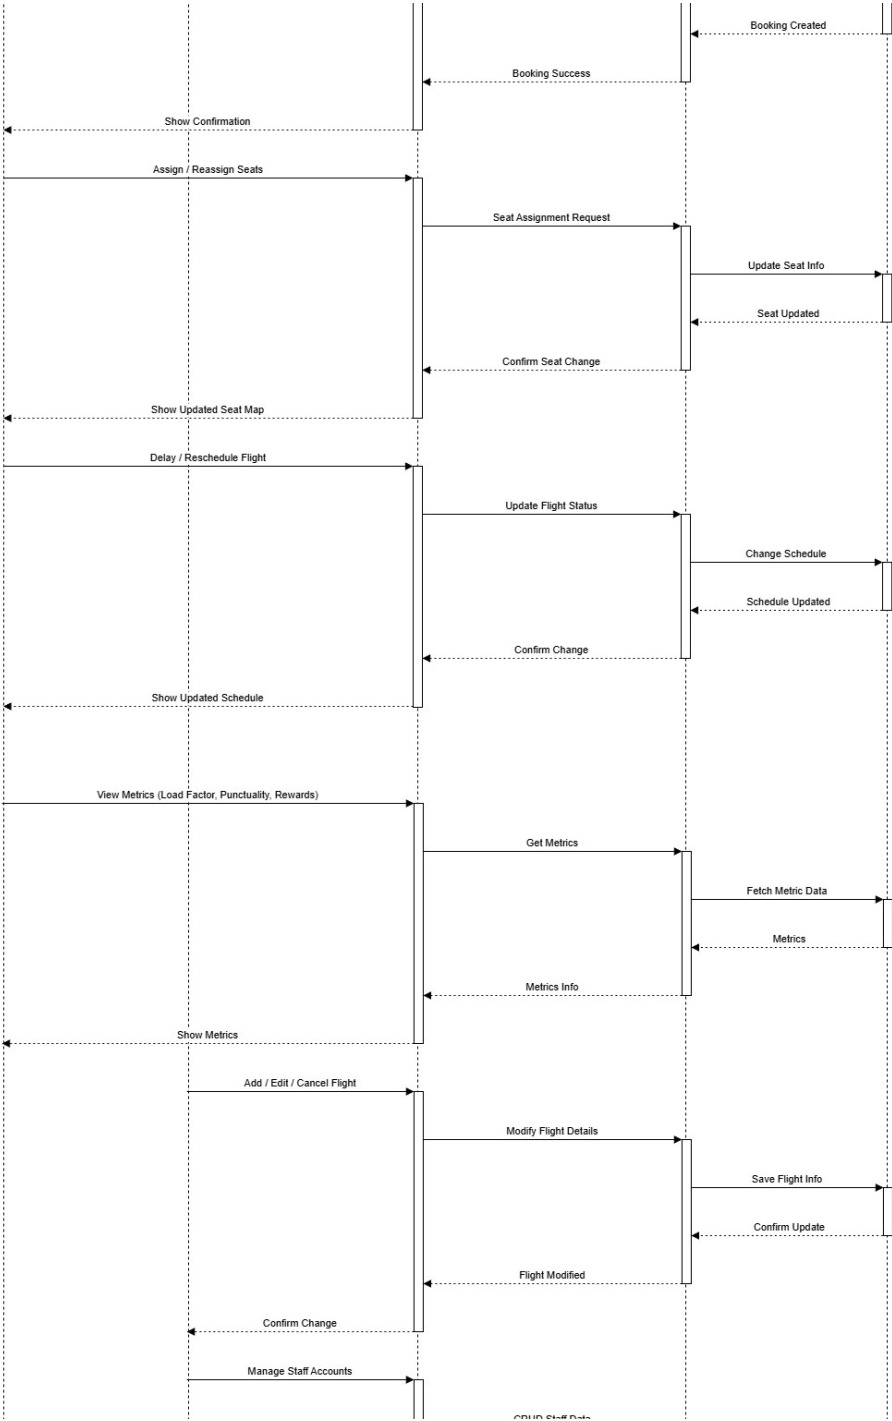 Booking Created
Booking Success
Show Confirmation
Assign / Reassign Seats
Seat Assignment Request
Update Seat Info
Seat Updated
Confirm Seat Change
Show Updated Seat Map
Delay / Reschedule Flight
Update Flight Status
Change Schedule
Schedule Updated
Confirm Change
Show Updated Schedule
View Metrics (Load Factor, Punctuality, Rewards)
Get Metrics
Fetch Metric Data
Metrics
Metrics Info
Show Metrics
Add / Edit / Cancel Flight
Modify Flight Details
Save Flight Info
Confirm Update
Flight Modified
Confirm Change
Manage Staff Accounts
CRUD Staff Data